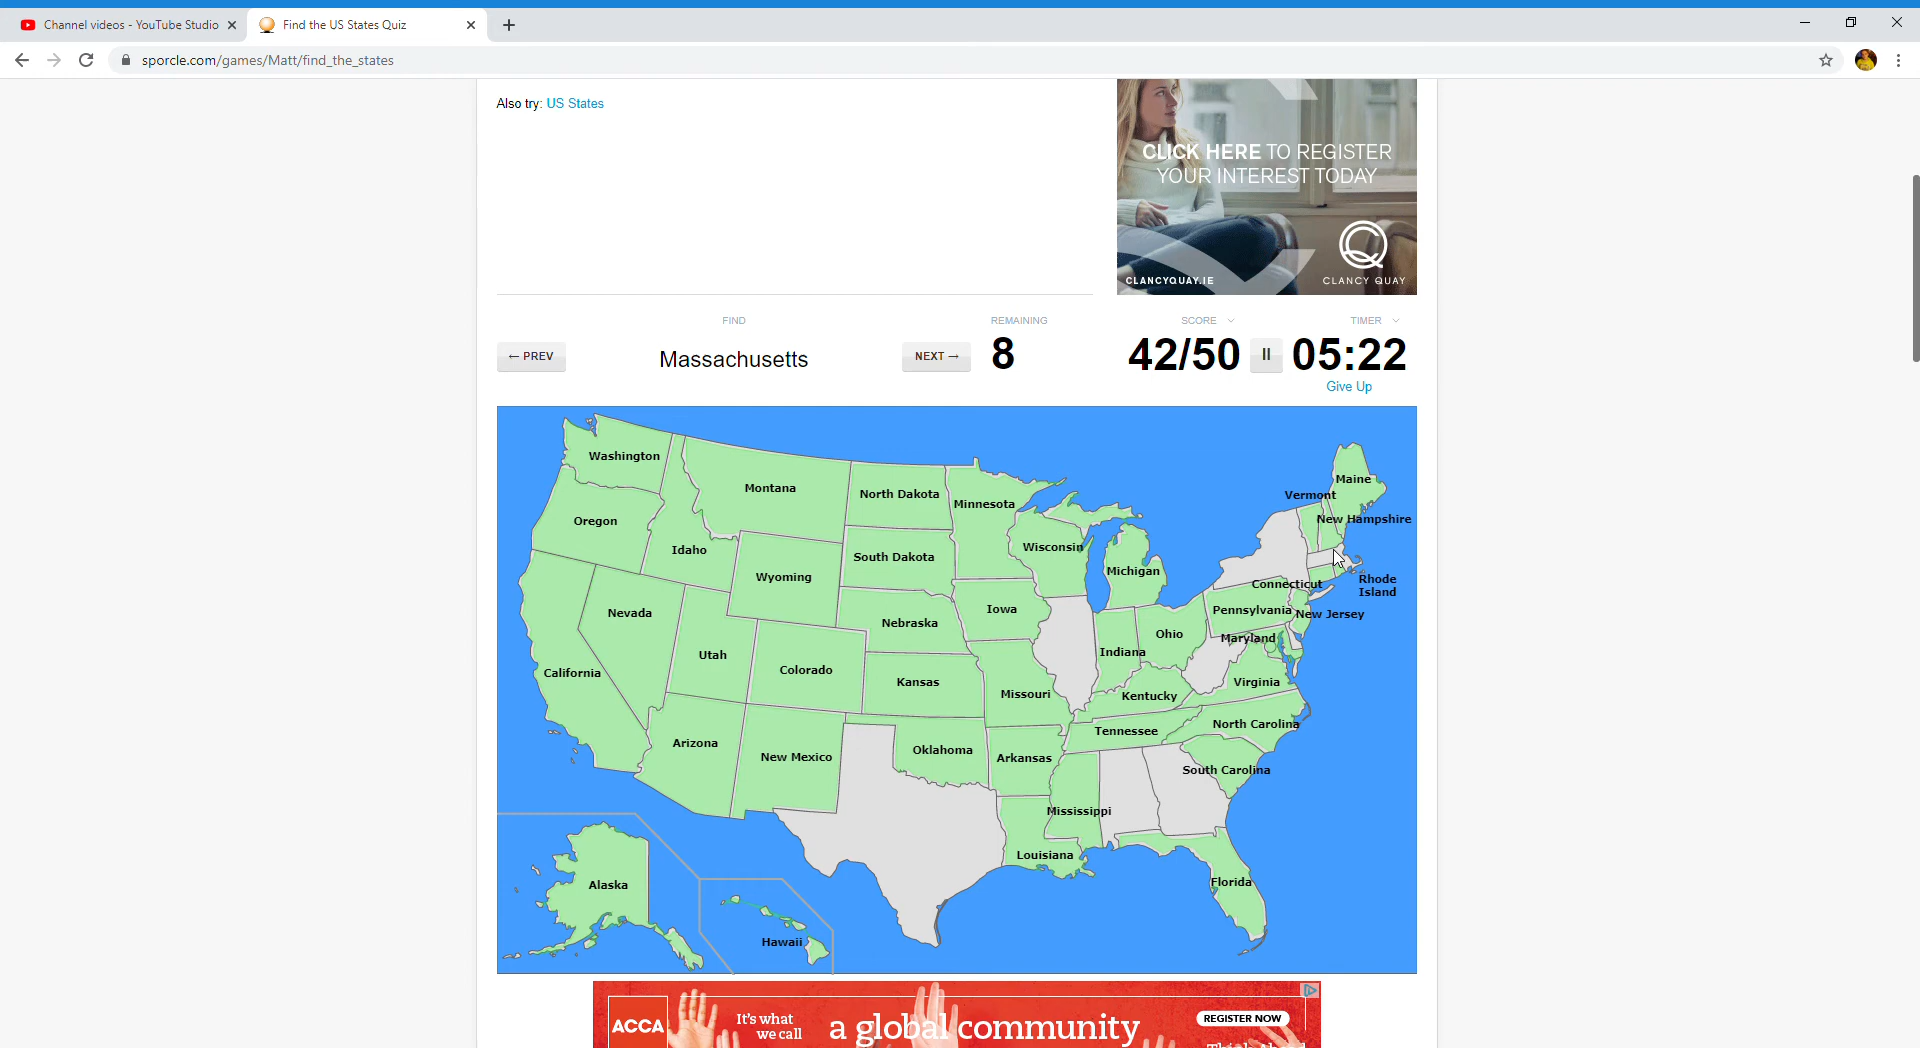 Channel videos - YouTube Studio
Find the US States Quiz
sporcle.com/games/Matt/find_the_states
Also try: US States
CLICK HERE TO REGISTER
YOUR INTEREST TODAY
CLANCYQUAY.IE
CLANCY QUAY
FIND
REMAINING
SCORE
TIMER
← PREV
Massachusetts
NEXT →
8
42/50
05:22
Give Up
Washington
Montana
North Dakota
Minnesota
Maine
Vermont
New Hampshire
Oregon
Idaho
South Dakota
Wisconsin
Wyoming
Michigan
Connecticut
Rhode
Island
Nevada
Nebraska
Iowa
Pennsylvania
New Jersey
Ohio
Maryland
Utah
Colorado
Indiana
California
Kansas
Missouri
Kentucky
Virginia
North Carolina
Tennessee
Arizona
New Mexico
Oklahoma
Arkansas
South Carolina
Mississippi
Louisiana
Alaska
Florida
Hawaii
ACCA
It's what
we call
a global community
REGISTER NOW